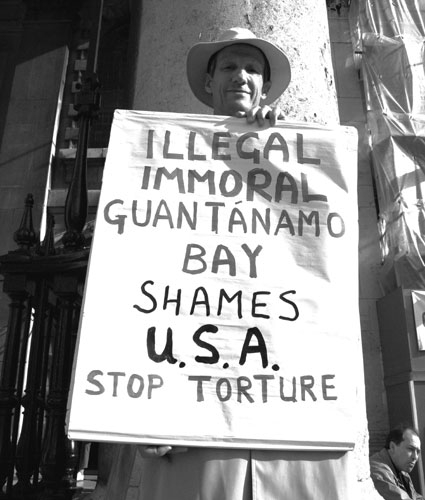 ILLEGAL
IMMORAL
GUANTÁNAMO
BAY
SHAMES
U.S.A.
STOP TORTURE